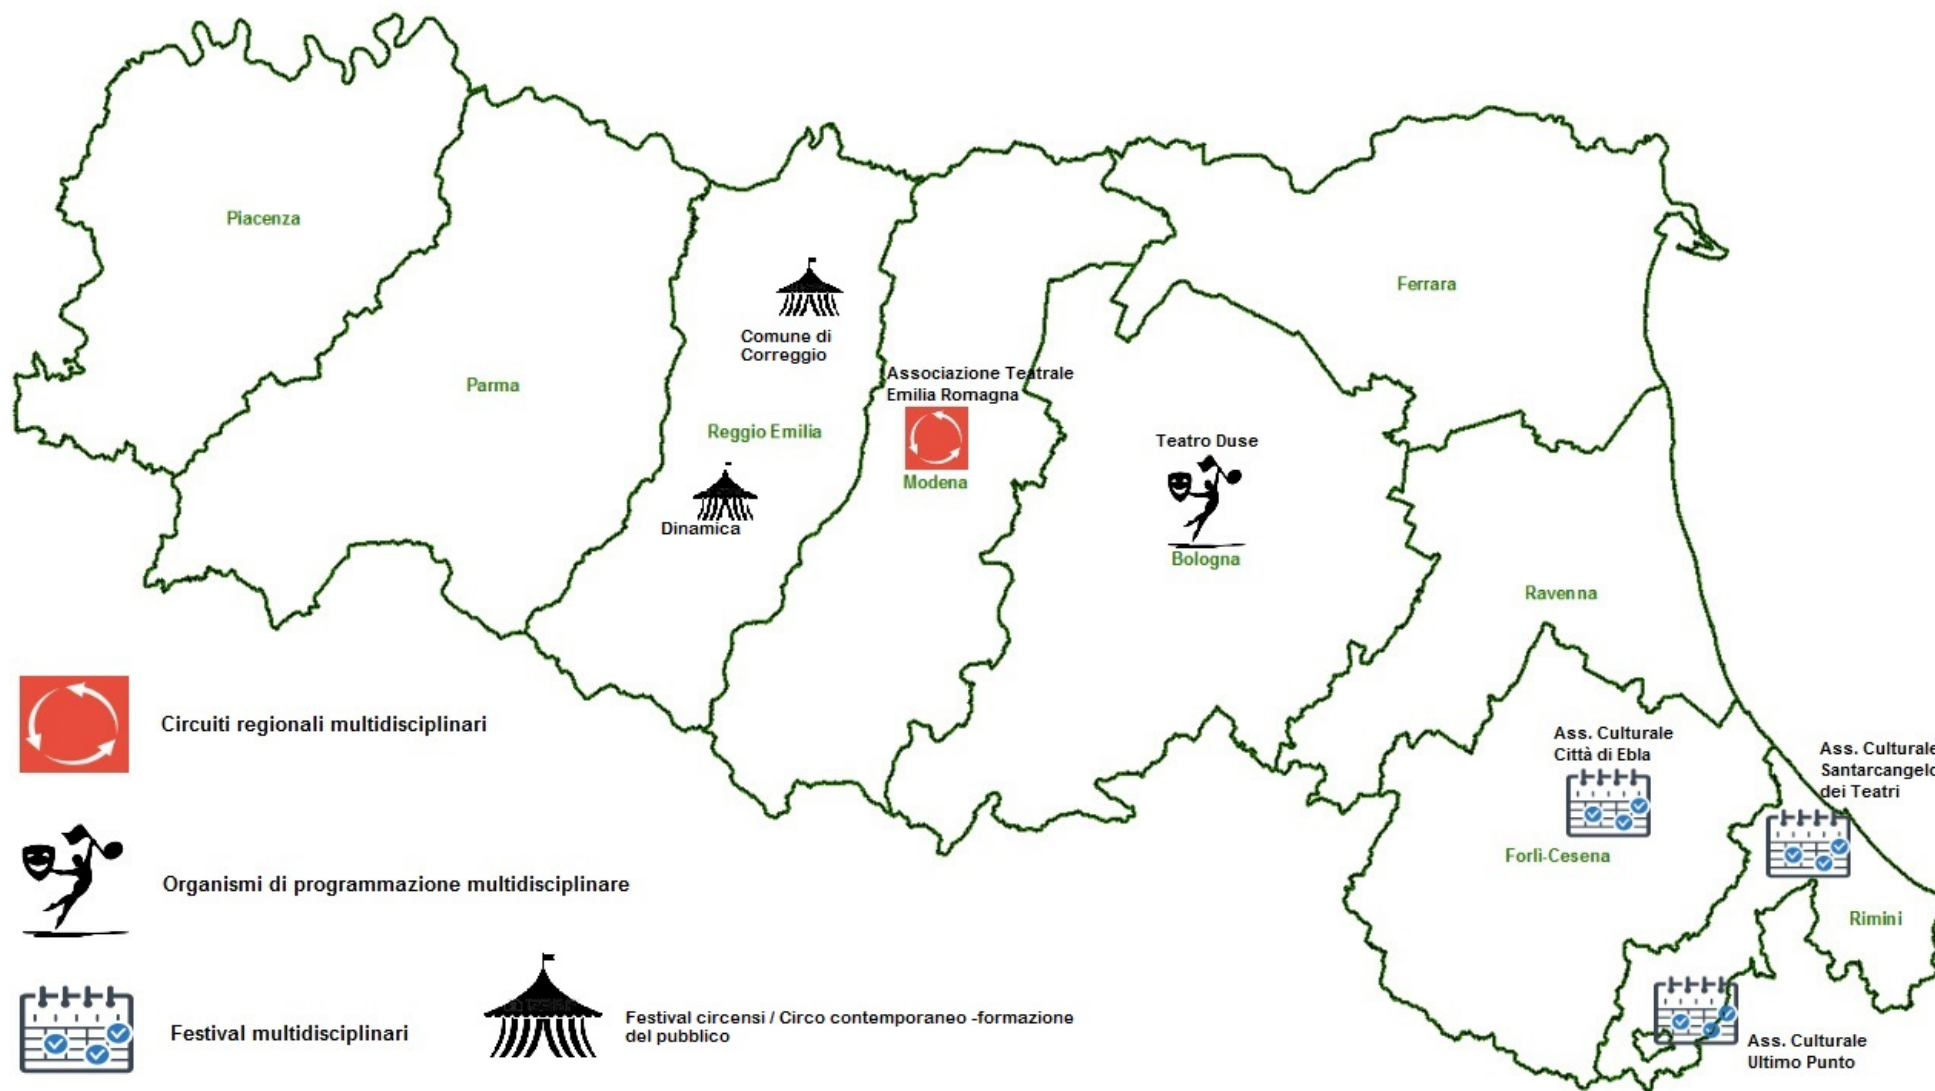 Piacenza
Parma
Comune di
Correggio
Reggio Emilia
Dinamica
Associazione Teatrale
Emilia Romagna
Modena
Teatro Duse
Bologna
Ferrara
Ravenna
Ass. Culturale
Città di Ebla
Forlì-Cesena
Ass. Culturale
Santarcangelo
dei Teatri
Rimini
Ass. Culturale
Ultimo Punto
Circuiti regionali multidisciplinari
Organismi di programmazione multidisciplinare
Festival multidisciplinari
Festival circensi / Circo contemporaneo -formazione
del pubblico